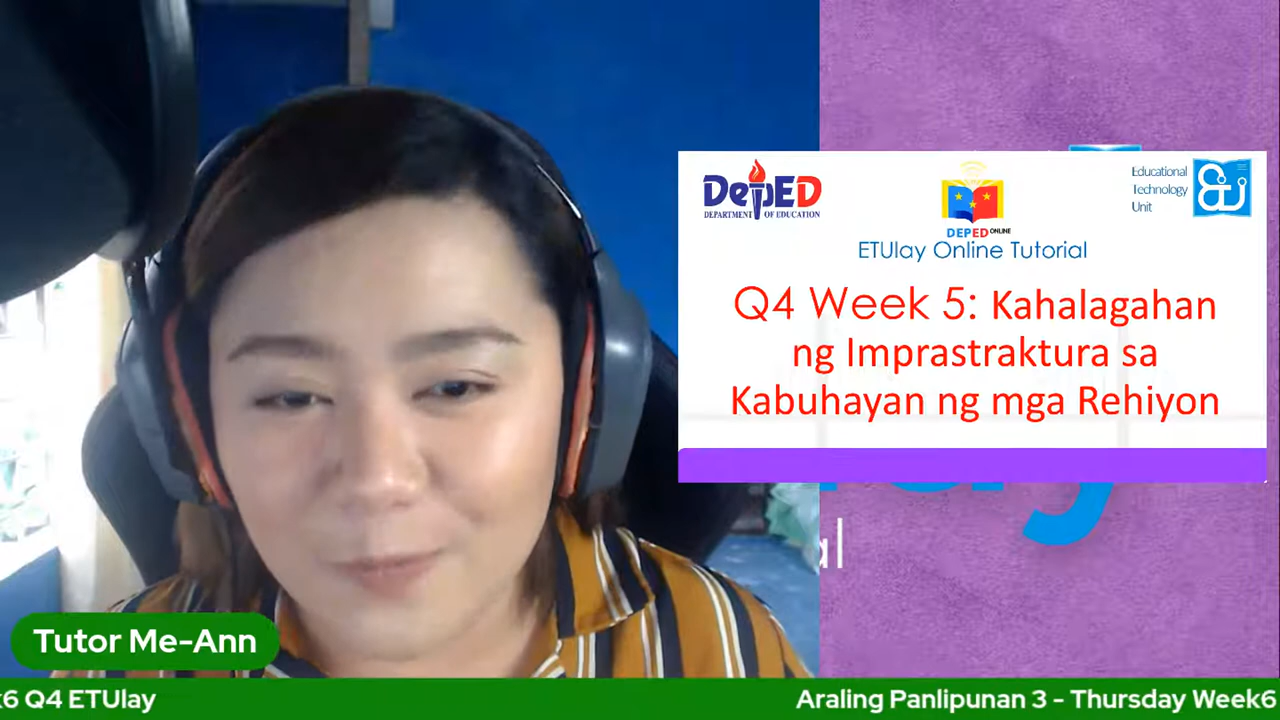 DepED
DEPARTMENT OF EDUCATION
DEPED ONLINE
Educational
Technology
Unit
ETUlay Online Tutorial
Q4 Week 5: Kahalagahan
ng Imprastraktura sa
Kabuhayan ng mga Rehiyon
al
Tutor Me-Ann
6 Q4 ETUlay
Araling Panlipunan 3 - Thursday Week6